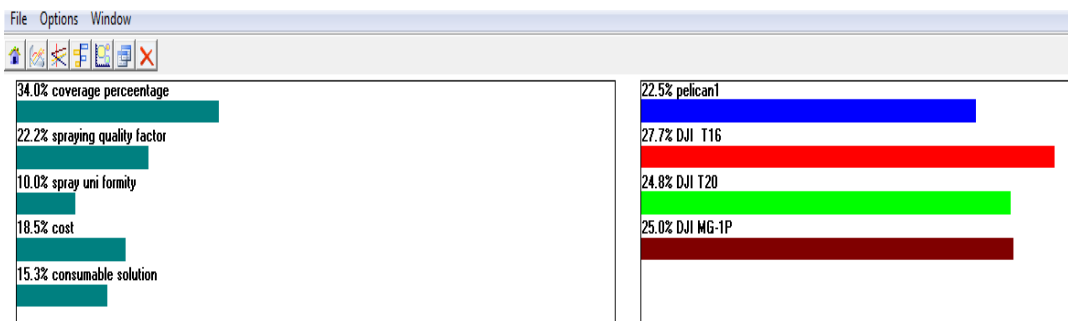 File Options Window
34.0% coverage perceentage
22.2% spraying quality factor
10.0% spray uni formity
18.5% cost
15.3% consumable solution
22.5% pelican1
27.7% DJI T16
24.8% DJI T20
25.0% DJI MG-1P